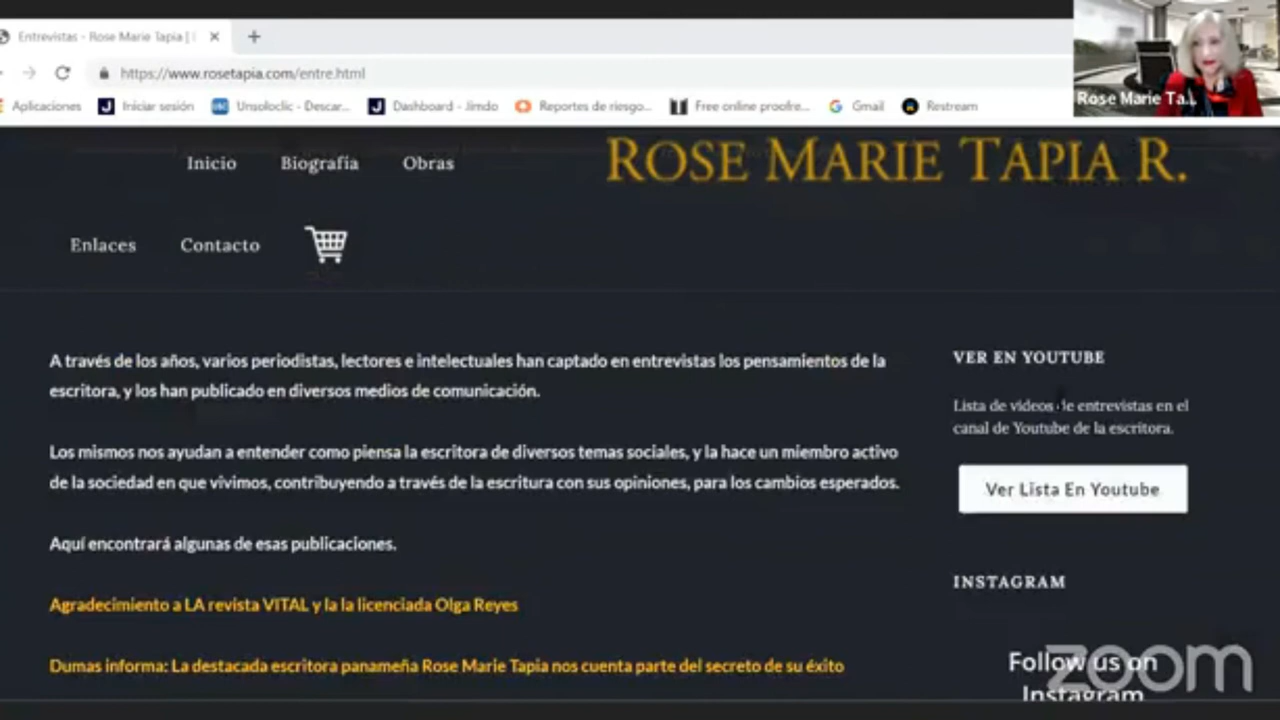 Entrevistas - Rose Marie Tapia | E
https://www.rosetapia.com/entre.html
Aplicaciones Iniciar sesión Unsoloclic - Descar... Dashboard - Jimdo Reportes de riesgo... Free online proofre... Gmail Restream
Rose Marie Ta...
Inicio Biografía Obras
ROSE MARIE TAPIA R.
Enlaces Contacto
A través de los años, varios periodistas, lectores e intelectuales han captado en entrevistas los pensamientos de la
escritora, y los han publicado en diversos medios de comunicación.
Los mismos nos ayudan a entender como piensa la escritora de diversos temas sociales, y la hace un miembro activo
de la sociedad en que vivimos, contribuyendo a través de la escritura con sus opiniones, para los cambios esperados.
Aquí encontrará algunas de esas publicaciones.
Agradecimiento a LA revista VITAL y la la licenciada Olga Reyes
Dumas informa: La destacada escritora panameña Rose Marie Tapia nos cuenta parte del secreto de su éxito
VER EN YOUTUBE
Lista de videos de entrevistas en el
canal de Youtube de la escritora.
Ver Lista En Youtube
INSTAGRAM
Follow us on
Instagram
zoom